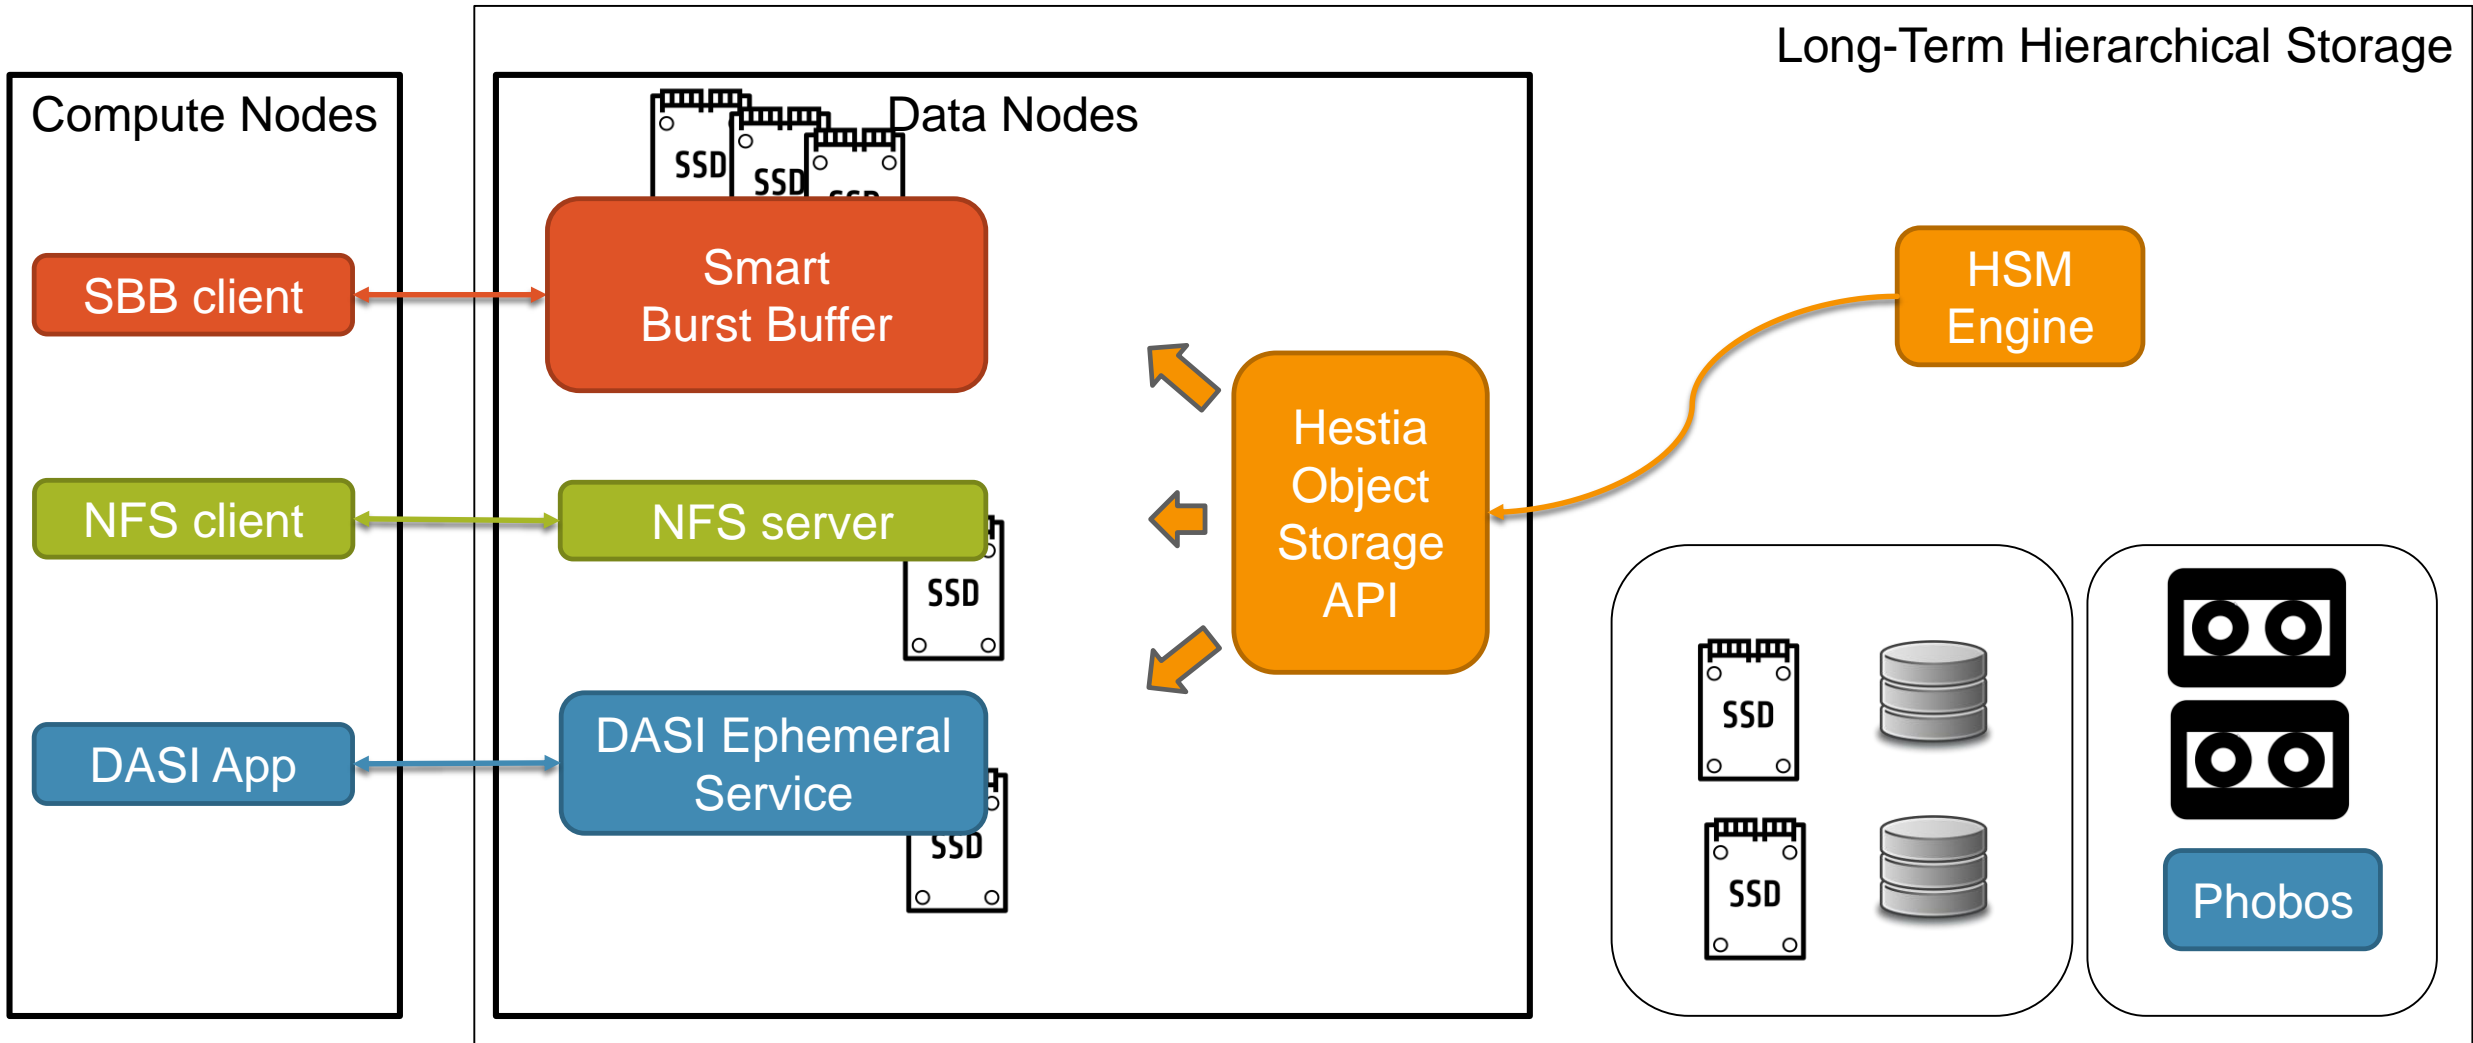 Long-Term Hierarchical Storage
Compute Nodes
Data Nodes
SSD
SSD
SSD
SBB client
Smart
Burst Buffer
HSM
Engine
NFS client
NFS server
SSD
Hestia
Object
Storage
API
DASI App
DASI Ephemeral
Service
SSD
SSD
SSD
Phobos